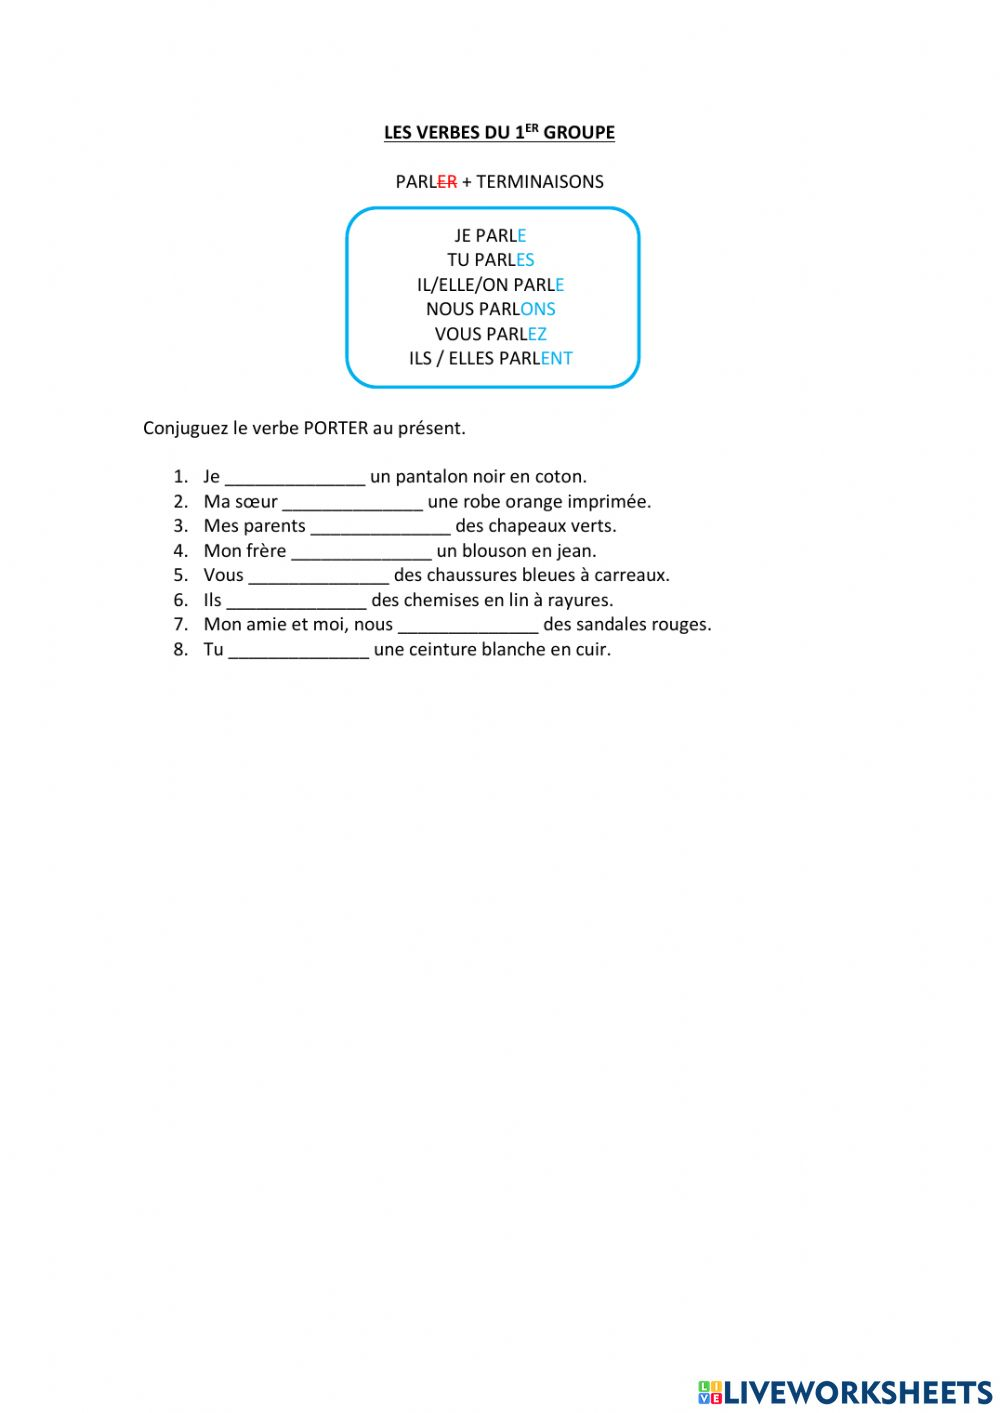 LES VERBES DU 1ER GROUPE
PARLER + TERMINAISONS
JE PARLE
TU PARLES
IL/ELLE/ON PARLE
NOUS PARLONS
VOUS PARLEZ
ILS / ELLES PARLENT
Conjuguez le verbe PORTER au présent.
1. Je ______________ un pantalon noir en coton.
2. Ma sœur ______________ une robe orange imprimée.
3. Mes parents ______________ des chapeaux verts.
4. Mon frère ______________ un blouson en jean.
5. Vous ______________ des chaussures bleues à carreaux.
6. Ils ______________ des chemises en lin à rayures.
7. Mon amie et moi, nous ______________ des sandales rouges.
8. Tu ______________ une ceinture blanche en cuir.
LIVE LIVEWORKSHEETS